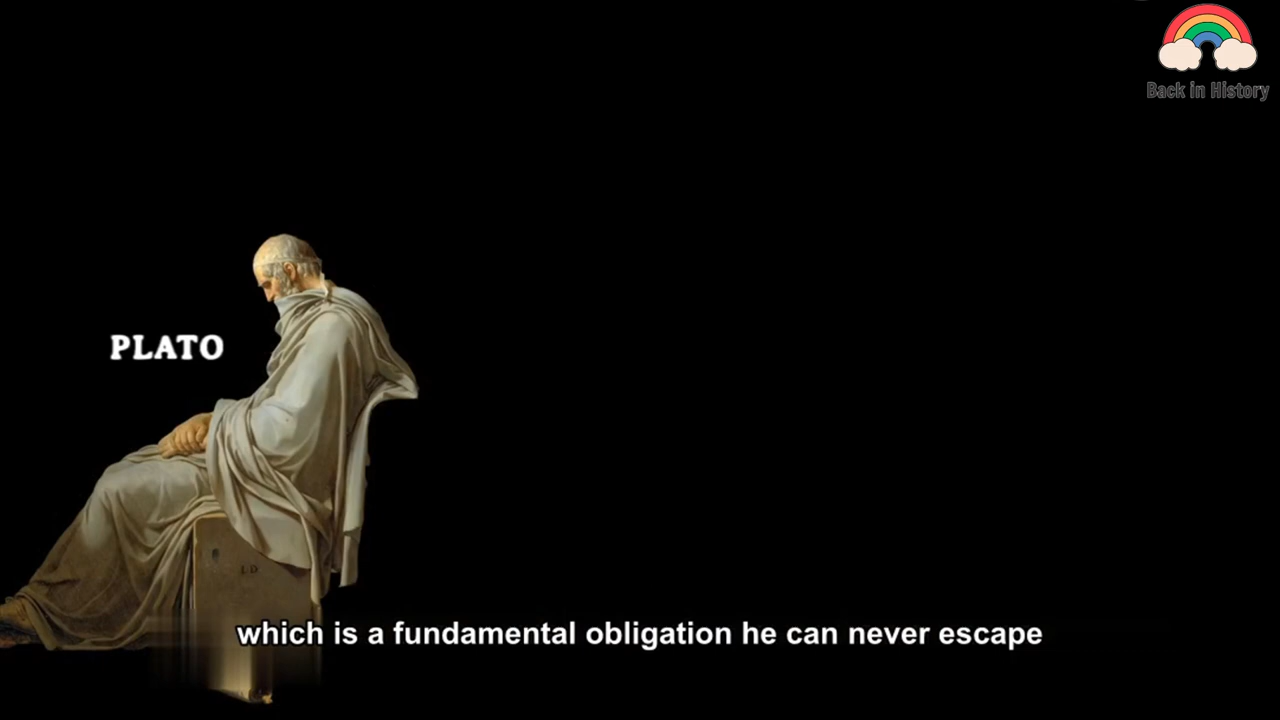 Back in History
PLATO
L D
which is a fundamental obligation he can never escape